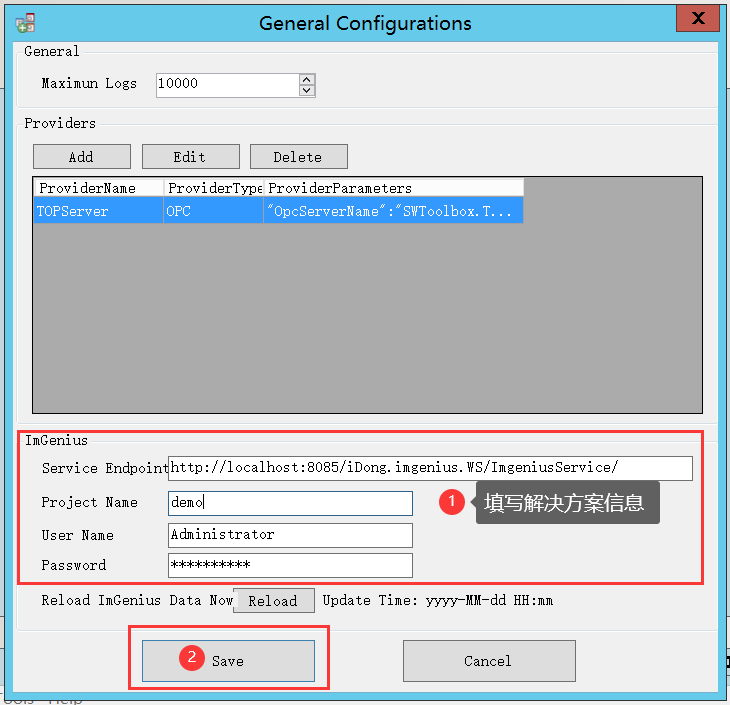 General Configurations
X
General
Maximun Logs 10000
Providers
Add Edit Delete
ProviderName ProviderType ProviderParameters
TOPServer OPC "OpcServerName":"SWToolbox.T...
ImGenius
Service Endpoint http://localhost:8085/iDong.imgenius.WS/ImgeniusService/
Project Name demo
1 填写解决方案信息
User Name Administrator
Password **********
Reload ImGenius Data Now Reload Update Time: yyyy-MM-dd HH:mm
2 Save Cancel
Help